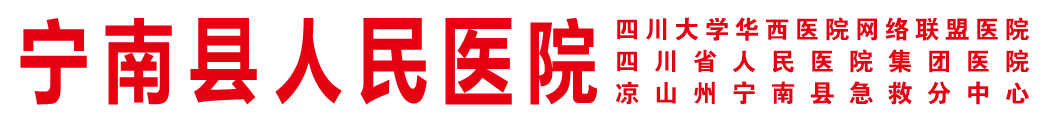 宁南县人民医院
四川大学华西医院网络联盟医院
四川省人民医院集团医院
凉山州宁南县急救分中心